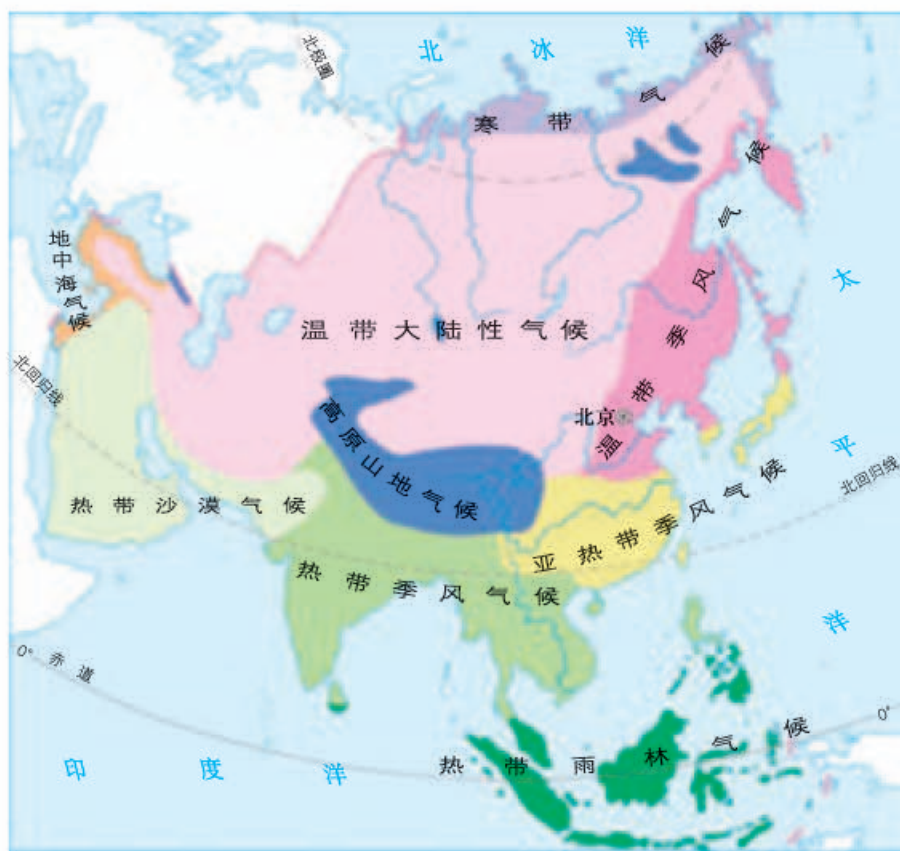 北冰洋
北极圈
寒带气候
地中海气候
温带大陆性气候
温带季风气候
太平洋
北回归线
北京
高原山地气候
热带沙漠气候
亚热带季风气候
北回归线
热带季风气候
0°
赤道
0°
热带雨林气候
印度洋